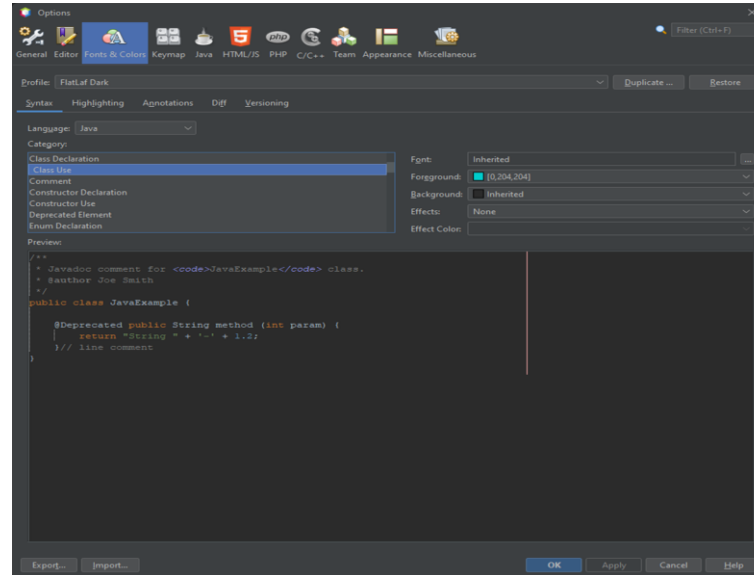 Options
Filter (Ctrl+F)
General Editor Fonts & Colors Keymap Java HTML/JS PHP C/C++ Team Appearance Miscellaneous
Profile: FlatLaf Dark Duplicate ... Restore
Syntax Highlighting Annotations Diff Versioning
Language: Java
Category:
Class Declaration
Class Use
Comment
Constructor Declaration
Constructor Use
Deprecated Element
Enum Declaration
Font: Inherited ...
Foreground: [0,204,204]
Background: Inherited
Effects: None
Effect Color:
Preview:
/**
* Javadoc comment for <code>JavaExample</code> class.
* @author Joe Smith
*/
public class JavaExample {
@Deprecated public String method (int param) {
return "String " + '-' + 1.2;
}// line comment
}
Export... Import... OK Apply Cancel Help